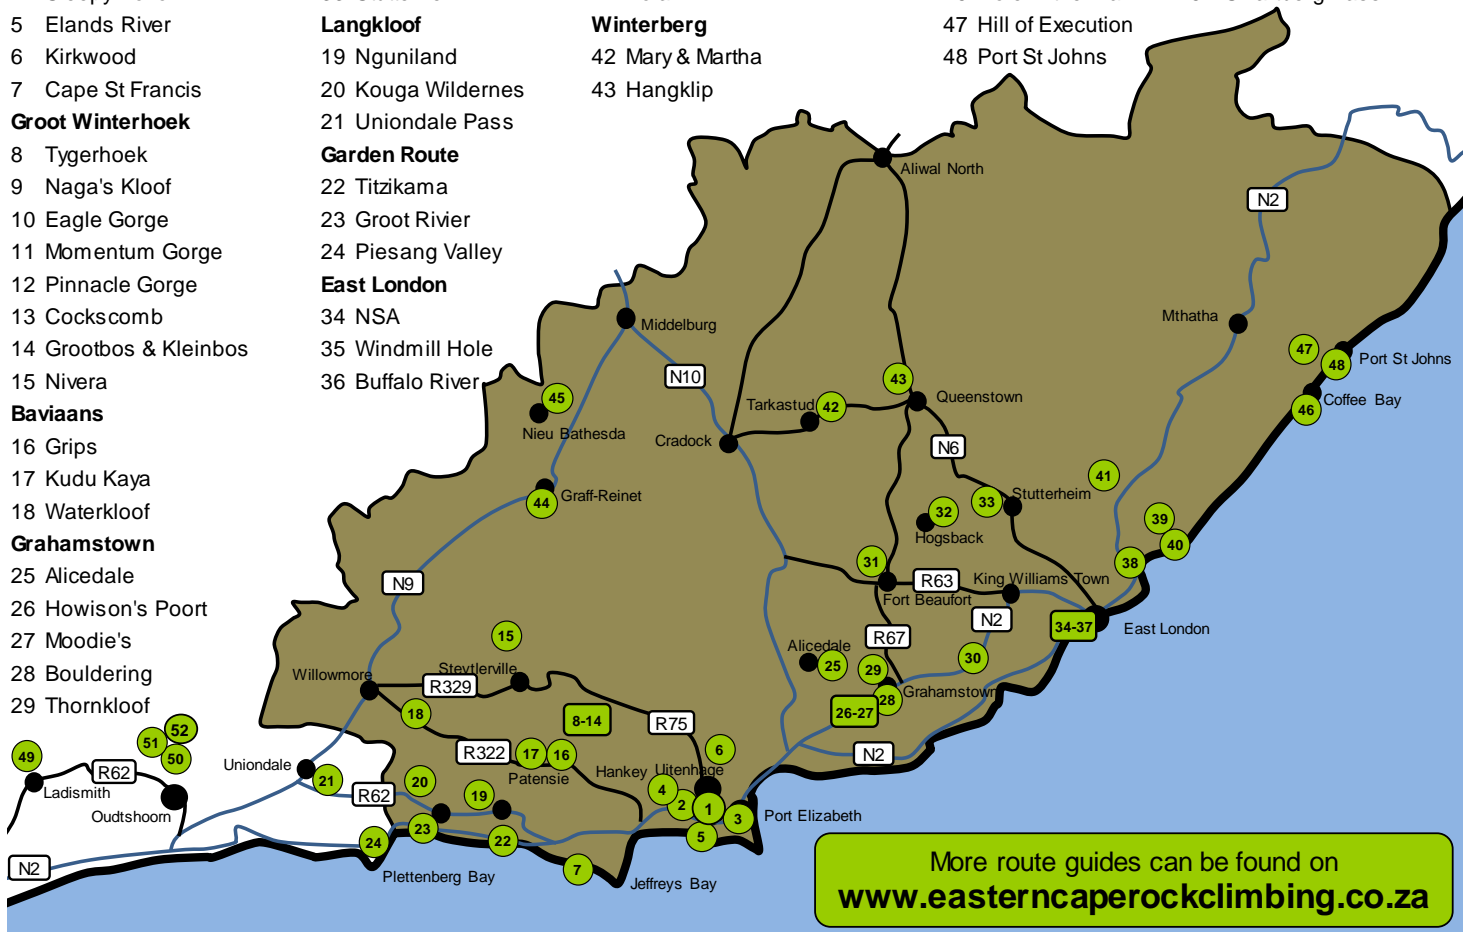 5 Elands River
6 Kirkwood
7 Cape St Francis
Groot Winterhoek
8 Tygerhoek
9 Naga's Kloof
10 Eagle Gorge
11 Momentum Gorge
12 Pinnacle Gorge
13 Cockscomb
14 Grootbos & Kleinbos
15 Nivera
Baviaans
16 Grips
17 Kudu Kaya
18 Waterkloof
Grahamstown
25 Alicedale
26 Howison's Poort
27 Moodie's
28 Bouldering
29 Thornkloof
Langkloof
19 Nguniland
20 Kouga Wildernes
21 Uniondale Pass
Garden Route
22 Titzikama
23 Groot Rivier
24 Piesang Valley
East London
34 NSA
35 Windmill Hole
36 Buffalo River
Winterberg
42 Mary & Martha
43 Hangklip
47 Hill of Execution
48 Port St Johns
Aliwal North
N2
Middelburg
Mthatha
47
48
Port St Johns
N10
43
45
Tarkastud
42
Queenstown
46
Coffee Bay
Nieu Bathesda
Cradock
N6
41
44
Graff-Reinet
33
Stutterheim
32
Hogsback
39
40
31
38
N9
R63
King Williams Town
Fort Beaufort
N2
34-37
East London
15
R67
Alicedale
25
29
30
Willowmore
Steytlerville
R329
Grahamstown
28
26-27
18
8-14
R75
52
51
50
49
R62
Ladismith
Oudtshoorn
R322
17
16
Patensie
Hankey
Uitenhage
6
N2
Uniondale
21
20
R62
19
4
2
1
3
Port Elizabeth
23
24
22
5
N2
Plettenberg Bay
7
Jeffreys Bay
More route guides can be found on
www.easterncaperockclimbing.co.za